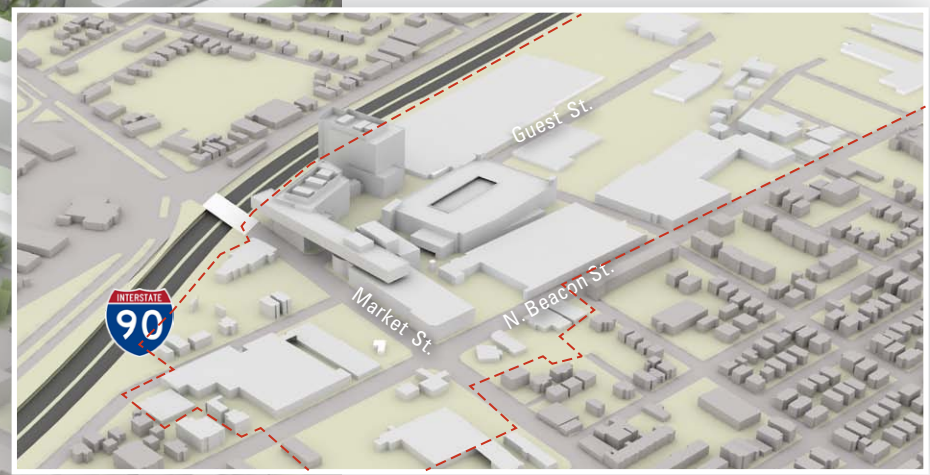 Guest St.
N. Beacon St.
Market St.
INTERSTATE
90